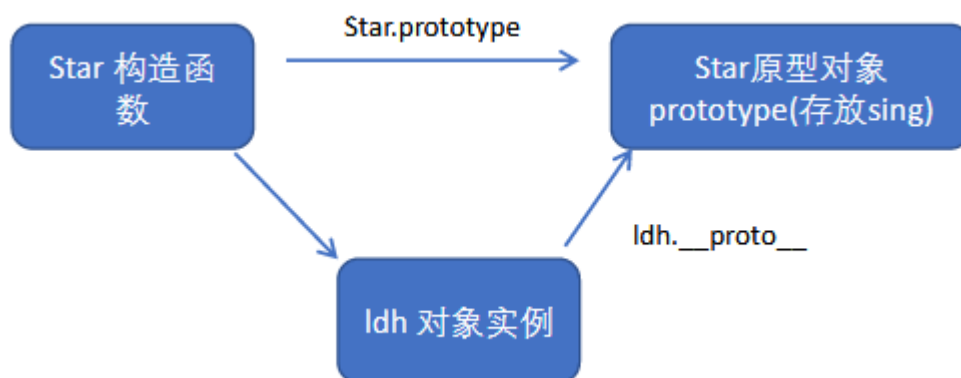 Star.prototype
Star 构造函
数
Star原型对象
prototype(存放sing)
ldh.__proto__
ldh 对象实例